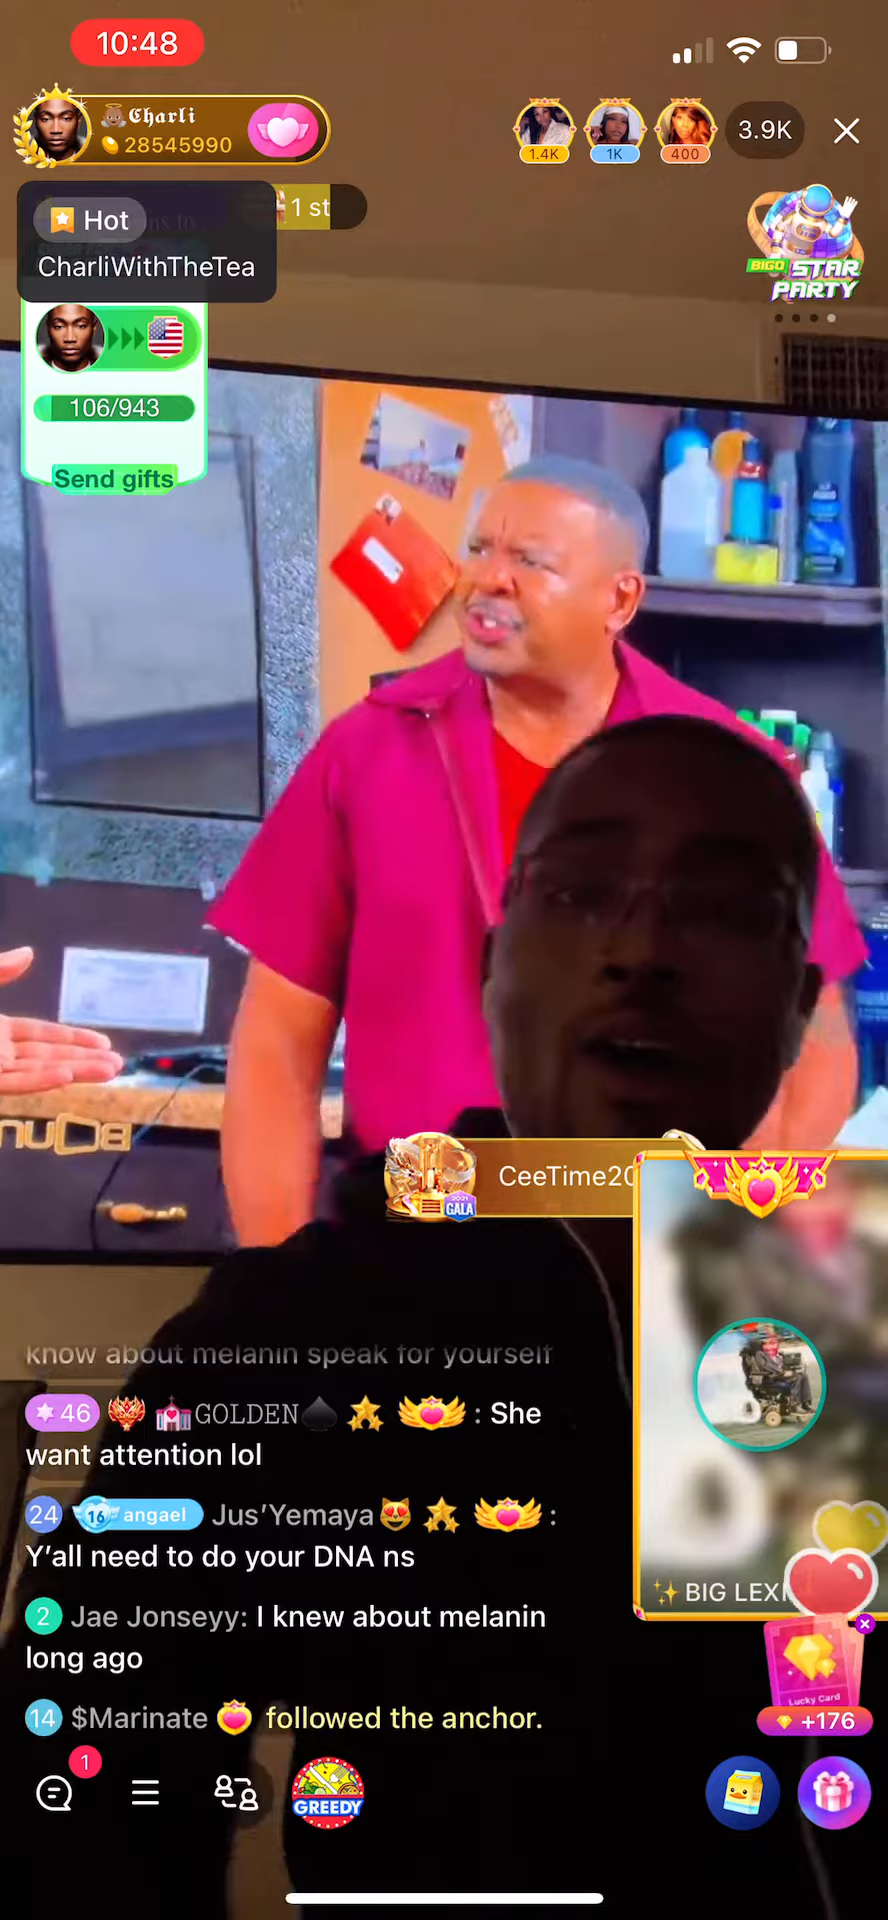 10:48
Charli
28545990
1.4K
1K
400
3.9K
Hot
1 st
CharliWithTheTea
BIGO STAR
PARTY
106/943
Send gifts
CeeTime20
2021
GALA
know about melanin speak for yourself
46 GOLDEN : She
want attention lol
24 16 angael Jus'Yemaya :
Y'all need to do your DNA ns
2 Jae Jonseyy: I knew about melanin
long ago
14 $Marinate followed the anchor.
BIG LEX
Lucky Card
+176
1
GREEDY